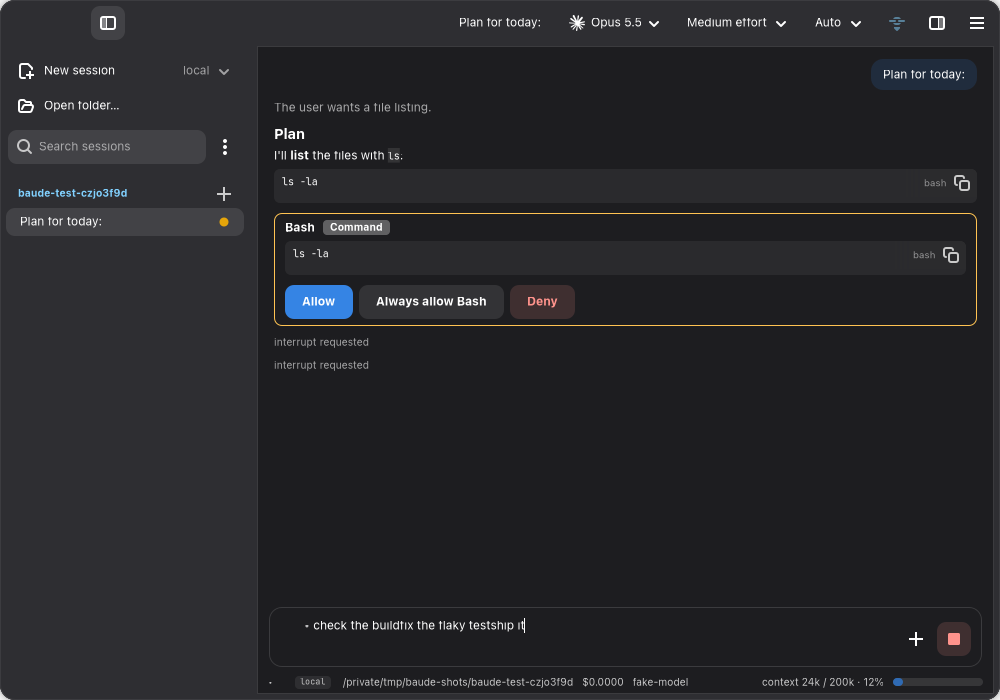 Plan for today:
Opus 5.5
Medium effort
Auto
New session
local
Open folder...
Search sessions
baude-test-czjo3f9d
Plan for today:
Plan for today:
The user wants a file listing.
Plan
I'll list the files with ls.
ls -la
bash
Bash
Command
ls -la
bash
Allow
Always allow Bash
Deny
interrupt requested
interrupt requested
- check the buildfix the flaky testship it
local
/private/tmp/baude-shots/baude-test-czjo3f9d
$0.0000
fake-model
context 24k / 200k · 12%